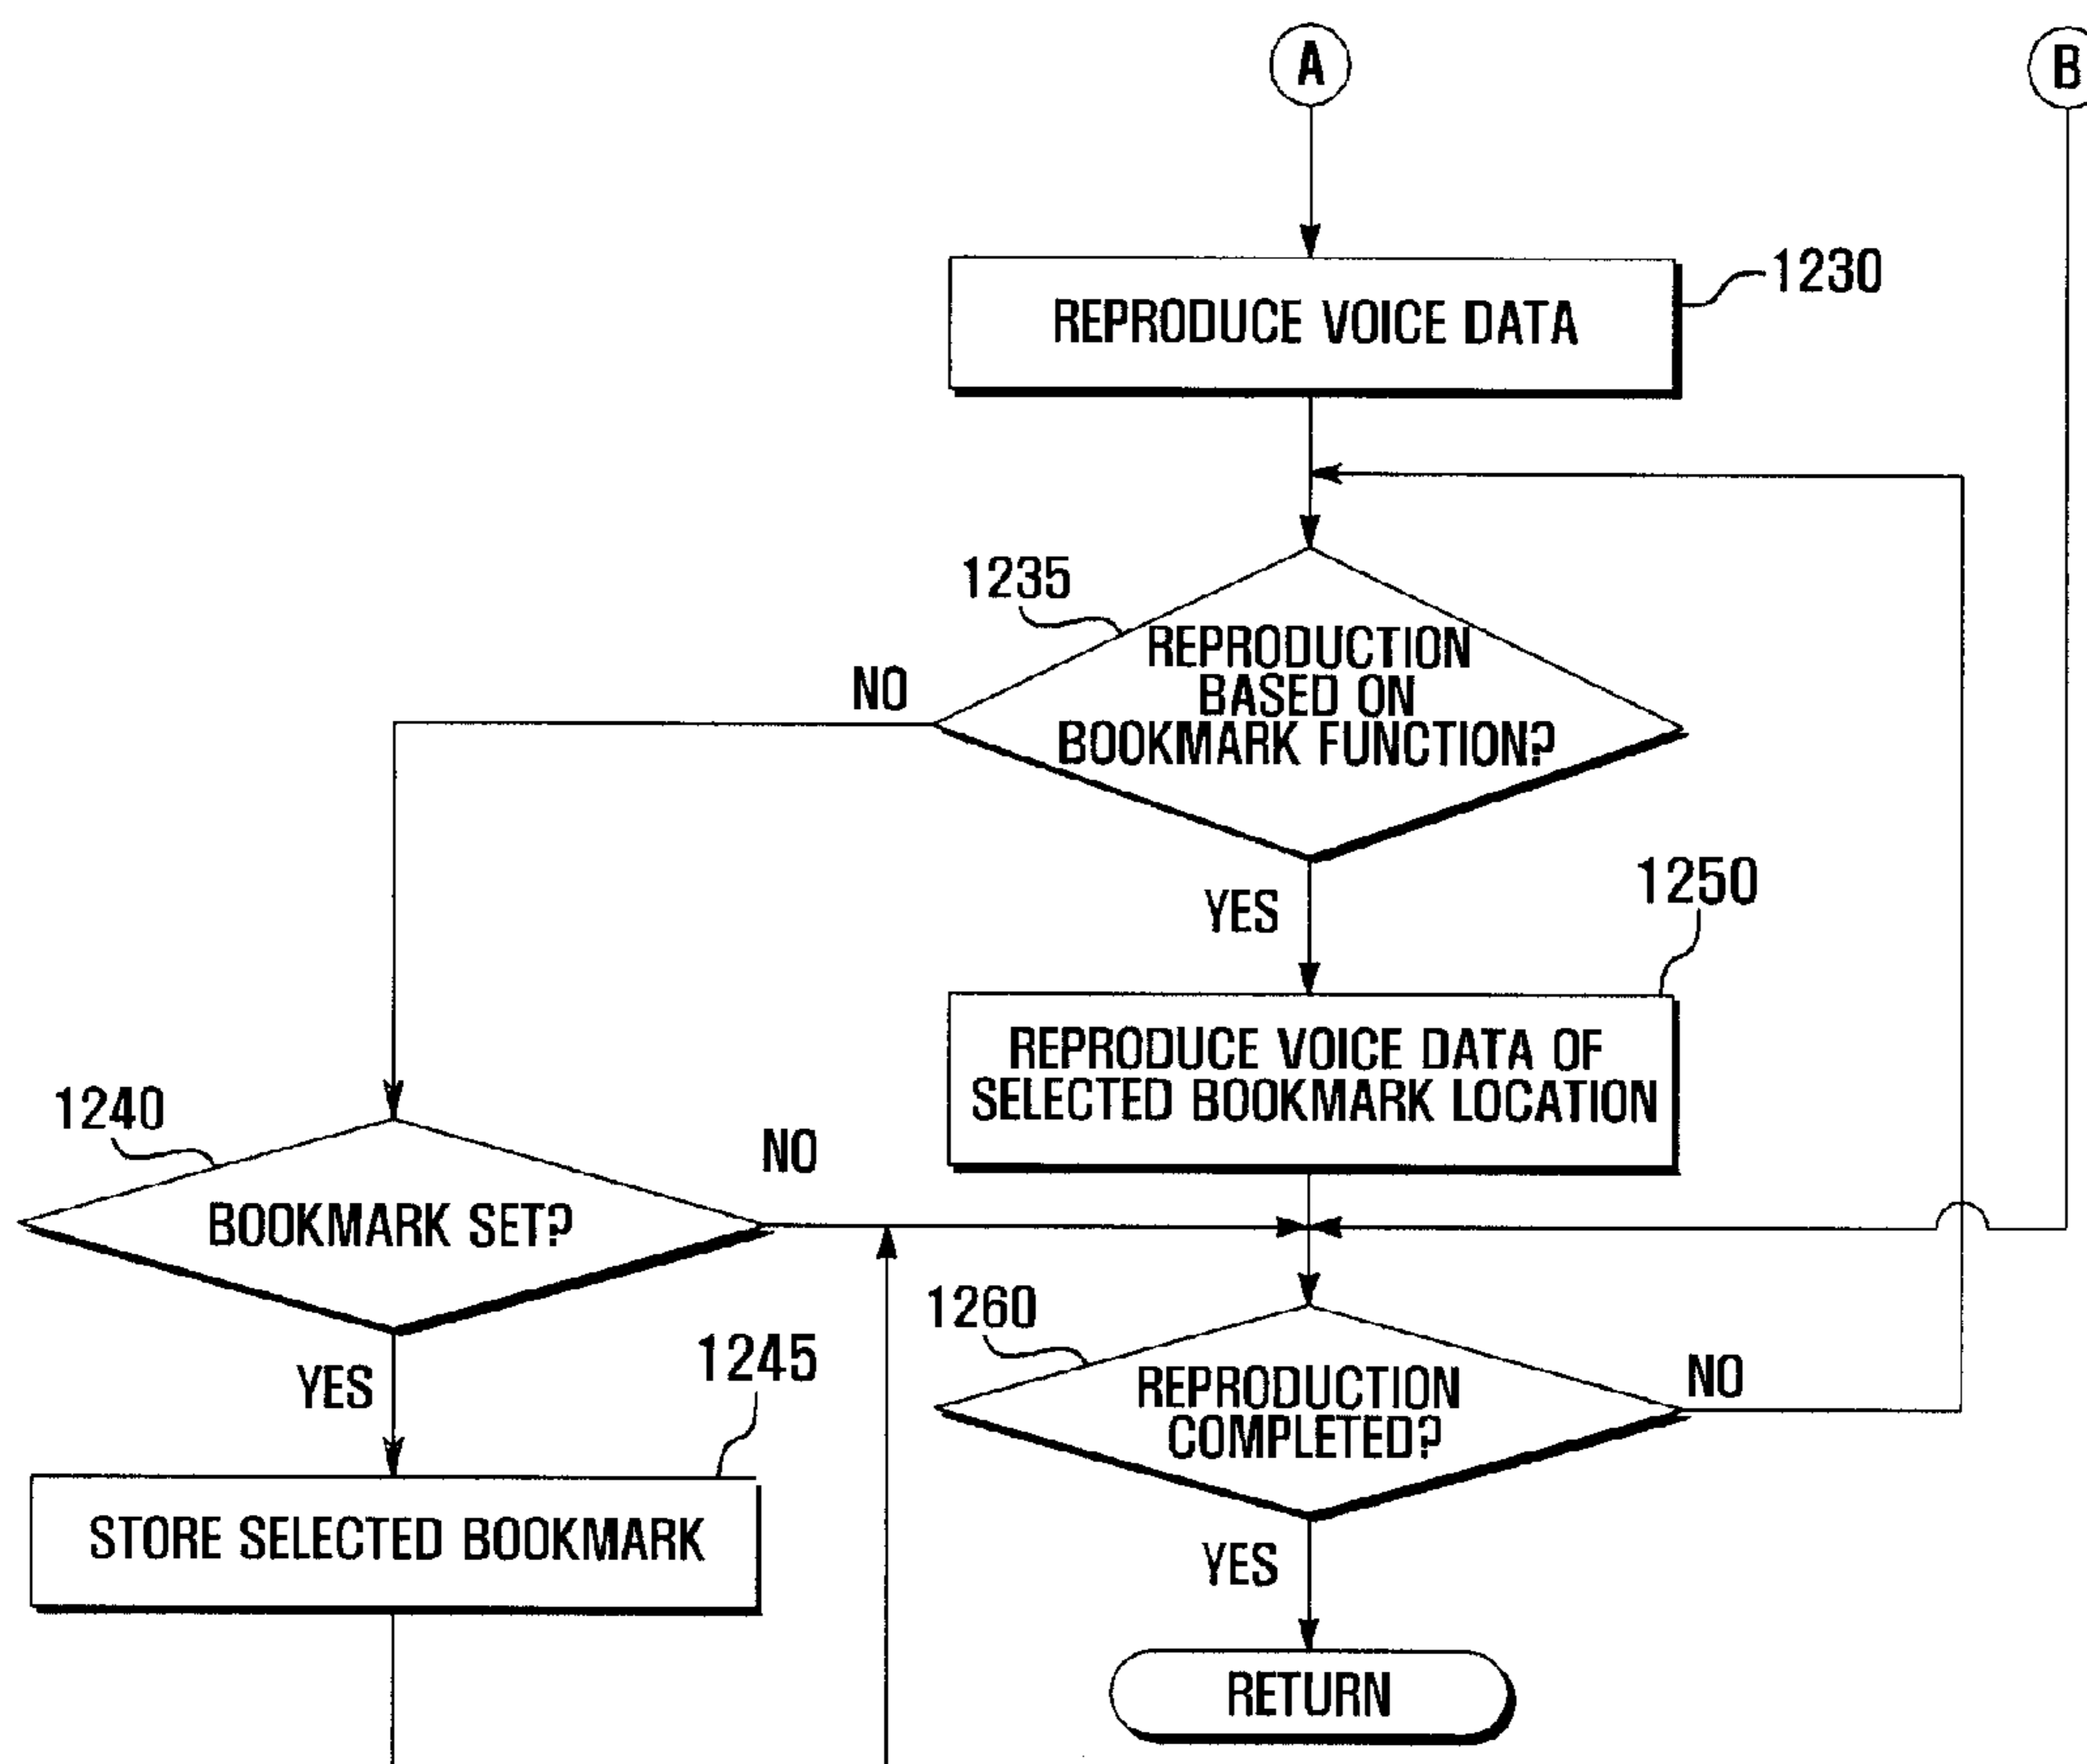 A
B
1230
REPRODUCE VOICE DATA
1235
REPRODUCTION
BASED ON
BOOKMARK FUNCTION?
NO
YES
1250
REPRODUCE VOICE DATA OF
SELECTED BOOKMARK LOCATION
1240
BOOKMARK SET?
NO
YES
1245
STORE SELECTED BOOKMARK
1260
REPRODUCTION
COMPLETED?
NO
YES
RETURN